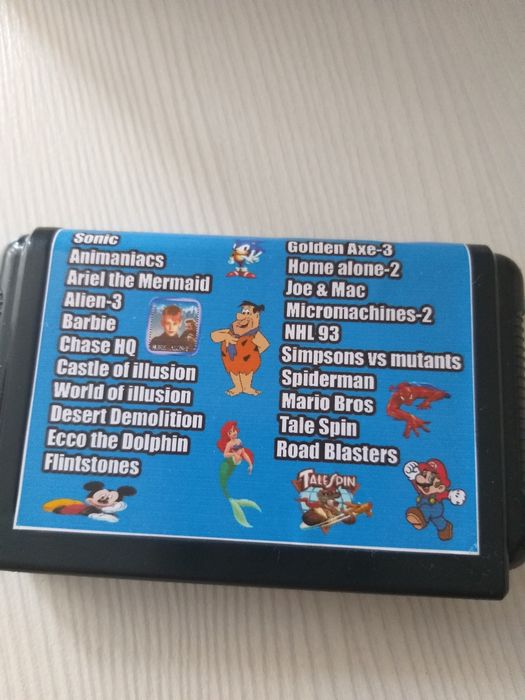 Sonic
Animaniacs
Ariel the Mermaid
Alien-3
Barbie
Chase HQ
Castle of illusion
World of illusion
Desert Demolition
Ecco the Dolphin
Flintstones
Golden Axe-3
Home alone-2
Joe & Mac
Micromachines-2
NHL 93
Simpsons vs mutants
Spiderman
Mario Bros
Tale Spin
Road Blasters
TALESPIN